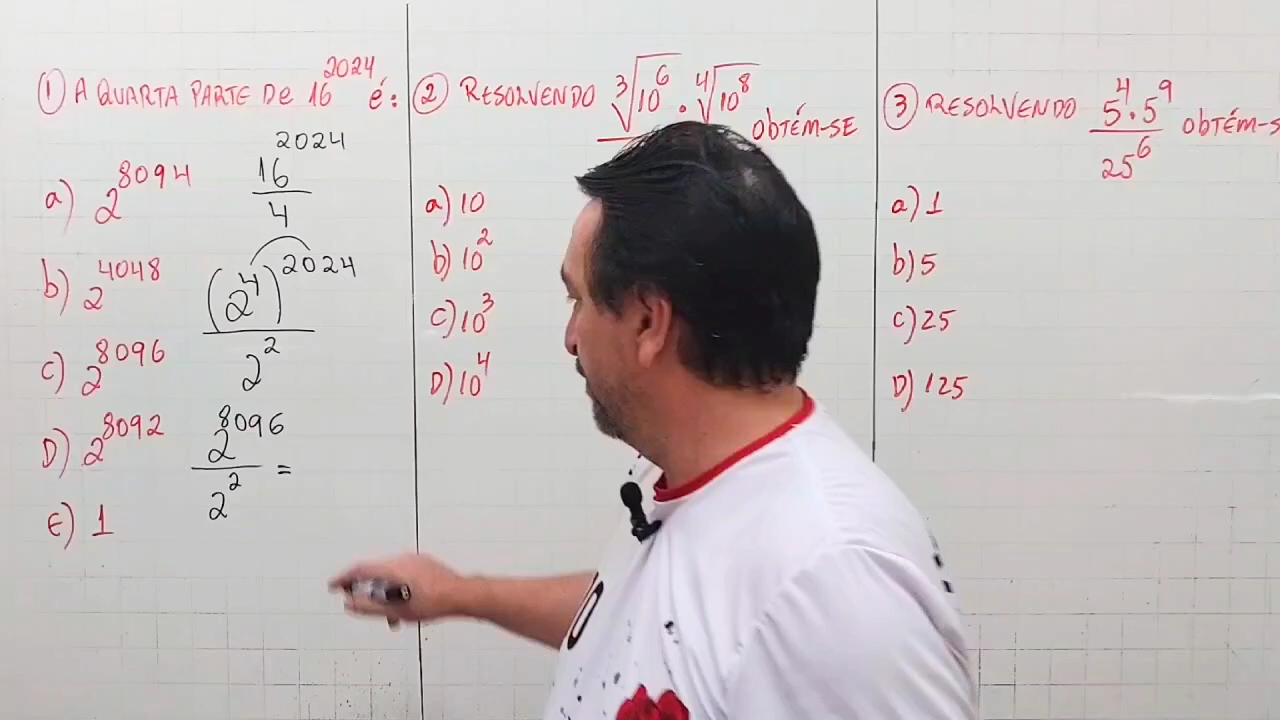 ① A QUARTA PARTE DE 16^2024 é:
a) 2^8094
b) 2^4048
c) 2^8096
D) 2^8092
E) 1
16^2024
4
(2^4)^2024
2^2
2^8096
2^2 =
② RESOLVENDO ∛10^6 . ∜10^8 OBTÉM-SE
a) 10
b) 10^2
c) 10^3
D) 10^4
③ RESOLVENDO 5^4.5^9 OBTÉM-S
25^6
a) 1
b) 5
c) 25
D) 125